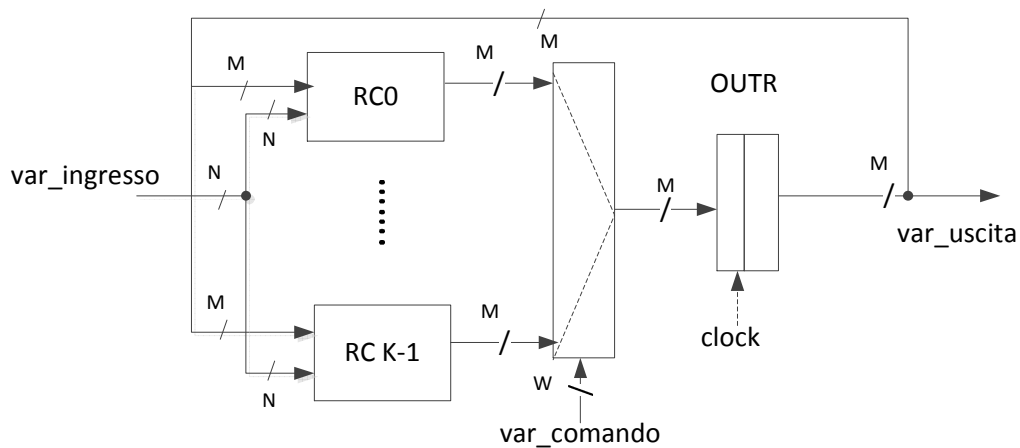 M
M
M
RC0
OUTR
N
var_ingresso
N
M
M
var_uscita
M
M
RC K-1
clock
N
W
var_comando